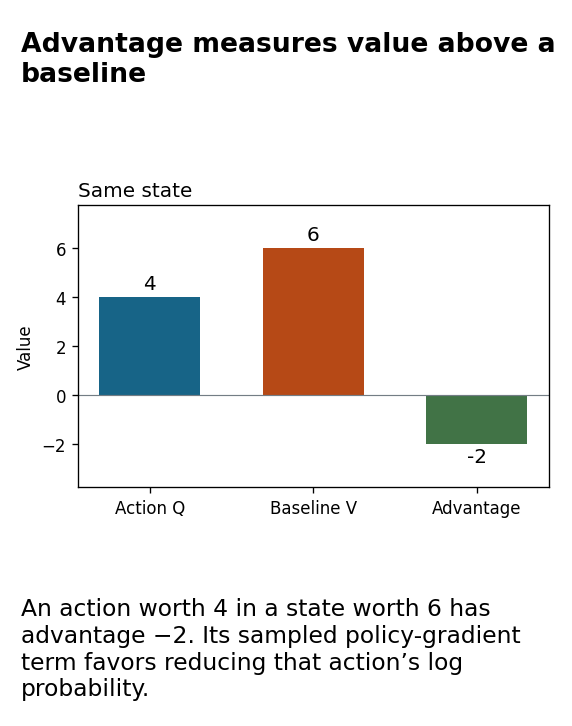 Advantage measures value above a
baseline
Same state
6
4
6
4
2
0
−2
-2
Value
Action Q
Baseline V
Advantage
An action worth 4 in a state worth 6 has
advantage −2. Its sampled policy-gradient
term favors reducing that action’s log
probability.